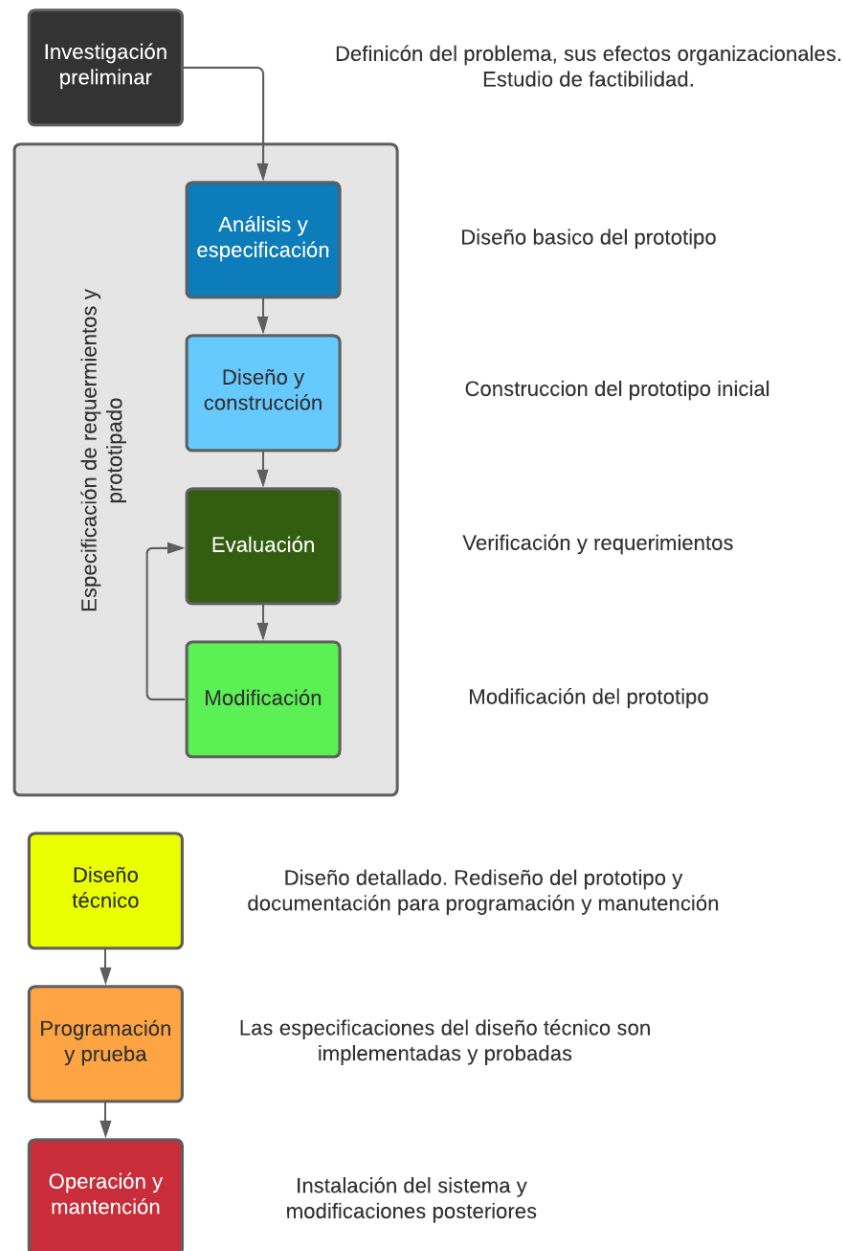 Investigación
preliminar
Definicón del problema, sus efectos organizacionales.
Estudio de factibilidad.
Especificación de requermientos y
prototipado
Análisis y
especificación
Diseño basico del prototipo
Diseño y
construcción
Construccion del prototipo inicial
Evaluación
Verificación y requerimientos
Modificación
Modificación del prototipo
Diseño
técnico
Diseño detallado. Rediseño del prototipo y
documentación para programación y manutención
Programación
y prueba
Las especificaciones del diseño técnico son
implementadas y probadas
Operación y
mantención
Instalación del sistema y
modificaciones posteriores